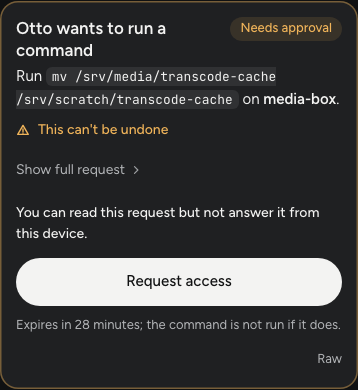 Otto wants to run a
command
Needs approval
Run mv /srv/media/transcode-cache
/srv/scratch/transcode-cache on media-box.
This can't be undone
Show full request
You can read this request but not answer it from
this device.
Request access
Expires in 28 minutes; the command is not run if it does.
Raw